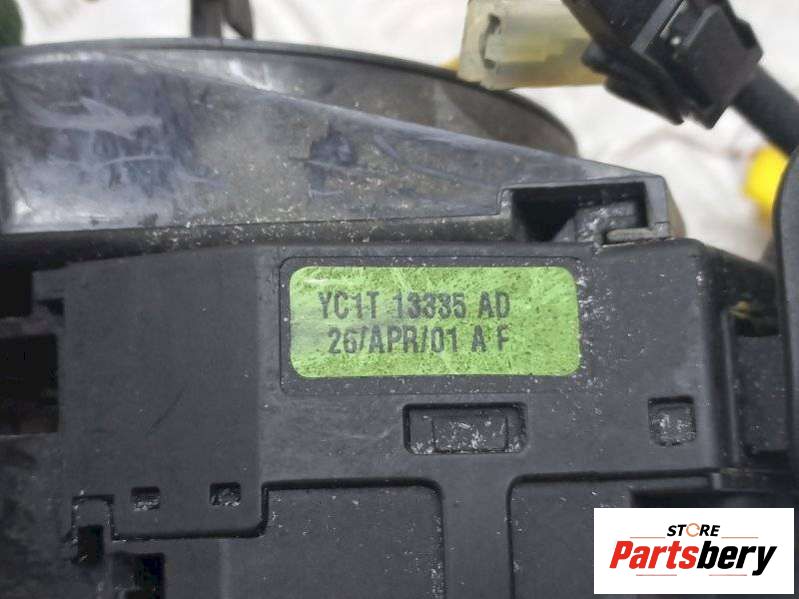 YC1T 13335 AD
26/APR/01 A F
STORE
Partsbery